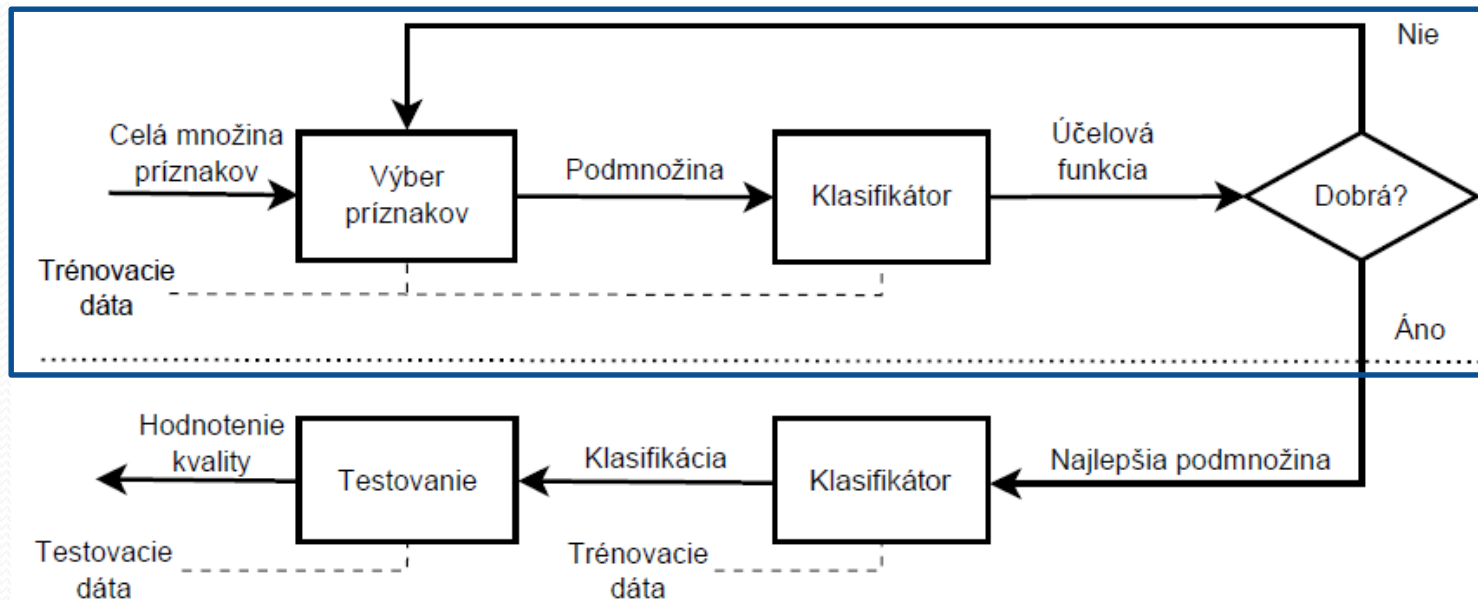 Nie
Celá množina
príznakov
Výber
príznakov
Podmnožina
Klasifikátor
Účelová
funkcia
Dobrá?
Trénovacie
dáta
Áno
Hodnotenie
kvality
Testovanie
Klasifikácia
Klasifikátor
Najlepšia podmnožina
Testovacie
dáta
Trénovacie
dáta